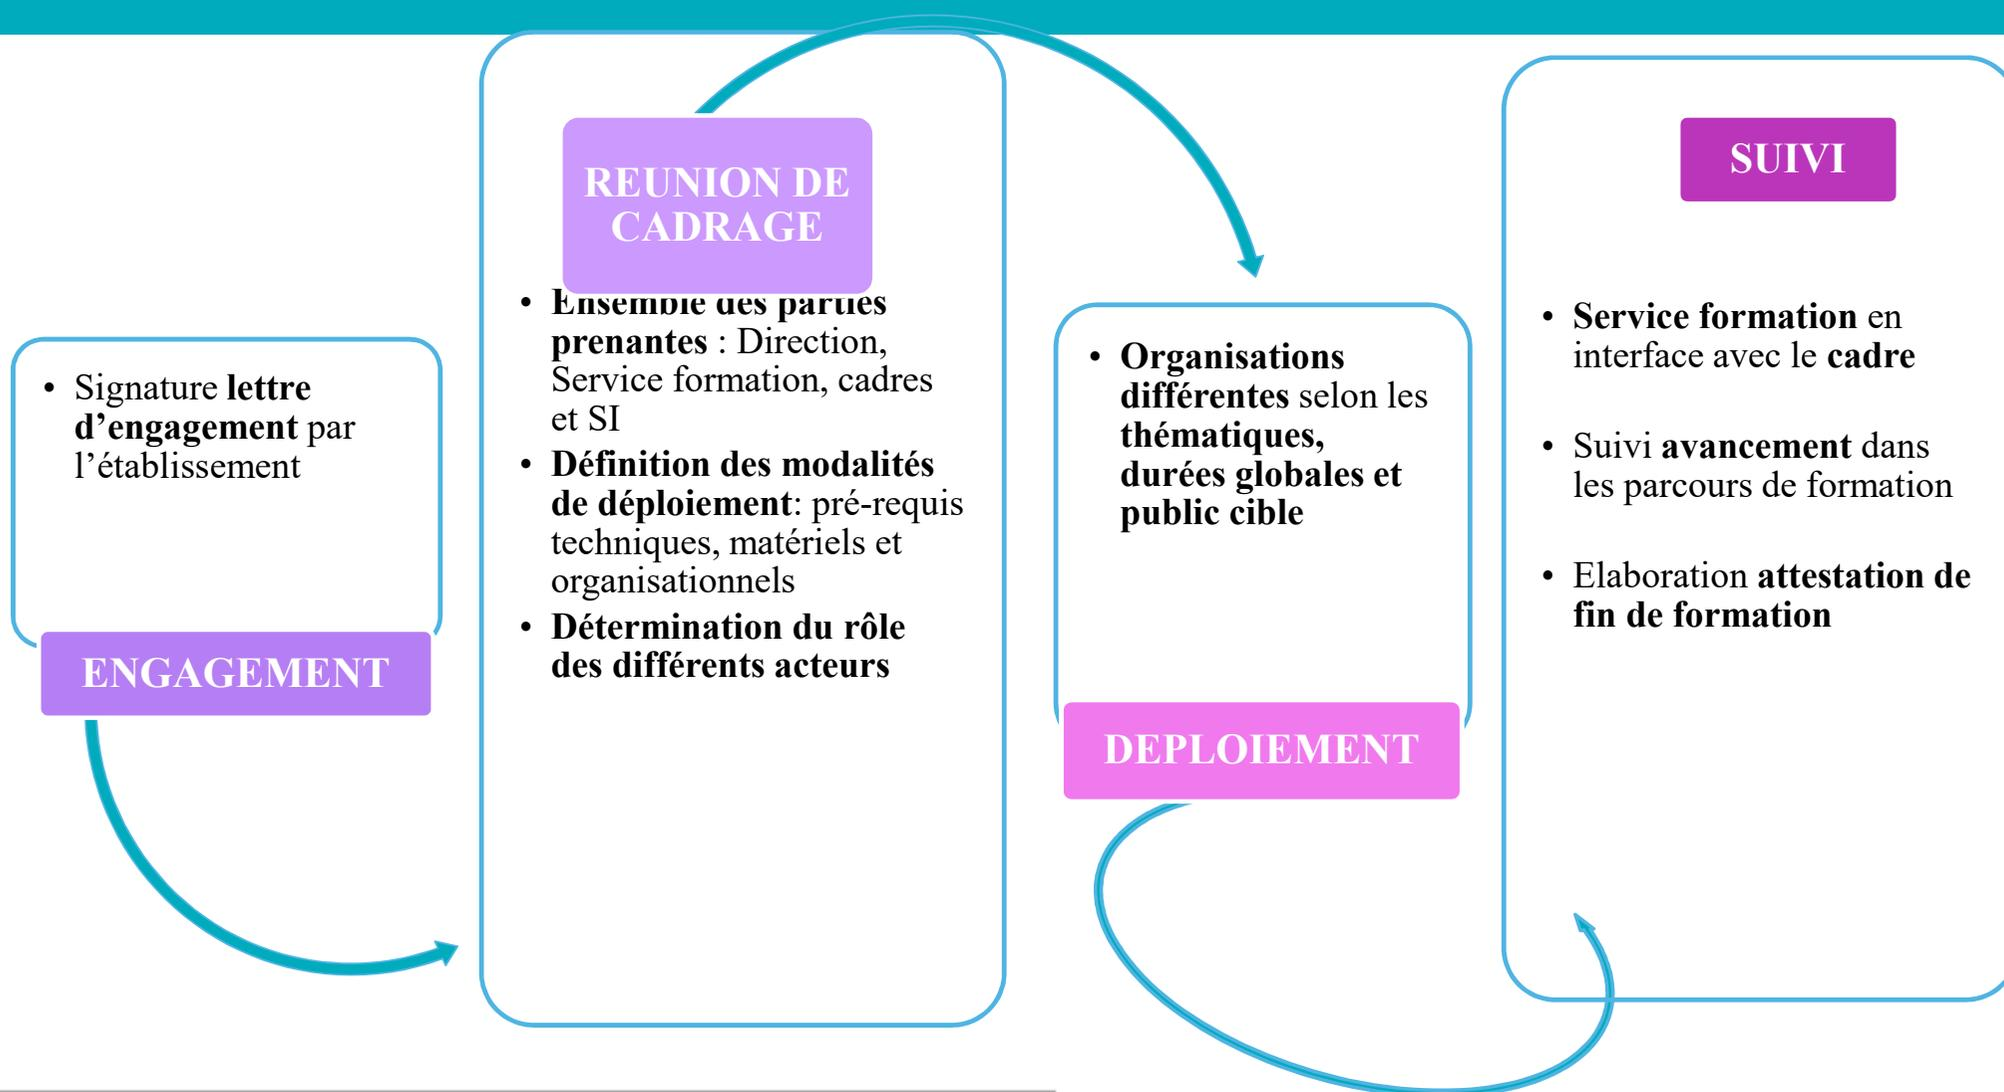 ENGAGEMENT
• Signature lettre
d’engagement par
l’établissement
REUNION DE
CADRAGE
• Ensemble des parties
prenantes : Direction,
Service formation, cadres
et SI
• Définition des modalités
de déploiement: pré-requis
techniques, matériels et
organisationnels
• Détermination du rôle
des différents acteurs
DEPLOIEMENT
• Organisations
différentes selon les
thématiques,
durées globales et
public cible
SUIVI
• Service formation en
interface avec le cadre
• Suivi avancement dans
les parcours de formation
• Elaboration attestation de
fin de formation